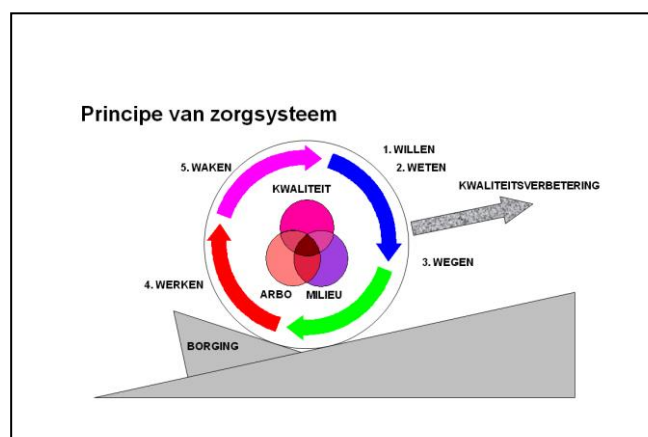 Principe van zorgsysteem
1. WILLEN
2. WETEN
5. WAKEN
KWALITEIT
KWALITEITSVERBETERING
3. WEGEN
4. WERKEN
ARBO MILIEU
BORGING